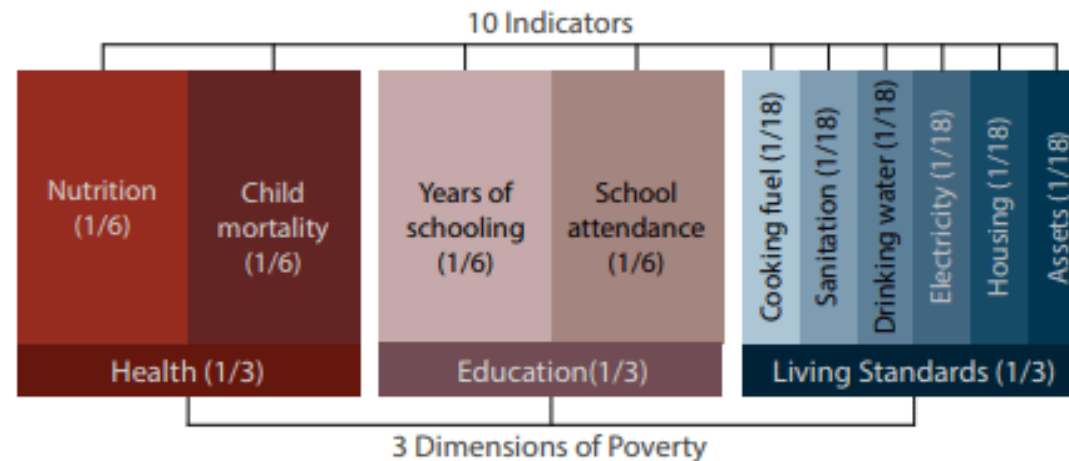 10 Indicators
Nutrition
(1/6)
Child
mortality
(1/6)
Years of
schooling
(1/6)
School
attendance
(1/6)
Cooking fuel (1/18)
Sanitation (1/18)
Drinking water (1/18)
Electricity (1/18)
Housing (1/18)
Assets (1/18)
Health (1/3)
Education(1/3)
Living Standards (1/3)
3 Dimensions of Poverty